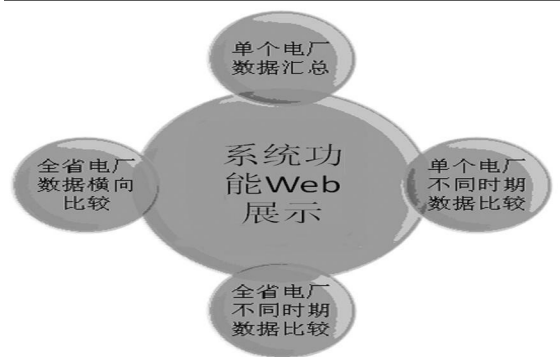 单个电厂
数据汇总
全省电厂
数据横向
比较
系统功
能Web
展示
单个电厂
不同时期
数据比较
全省电厂
不同时期
数据比较